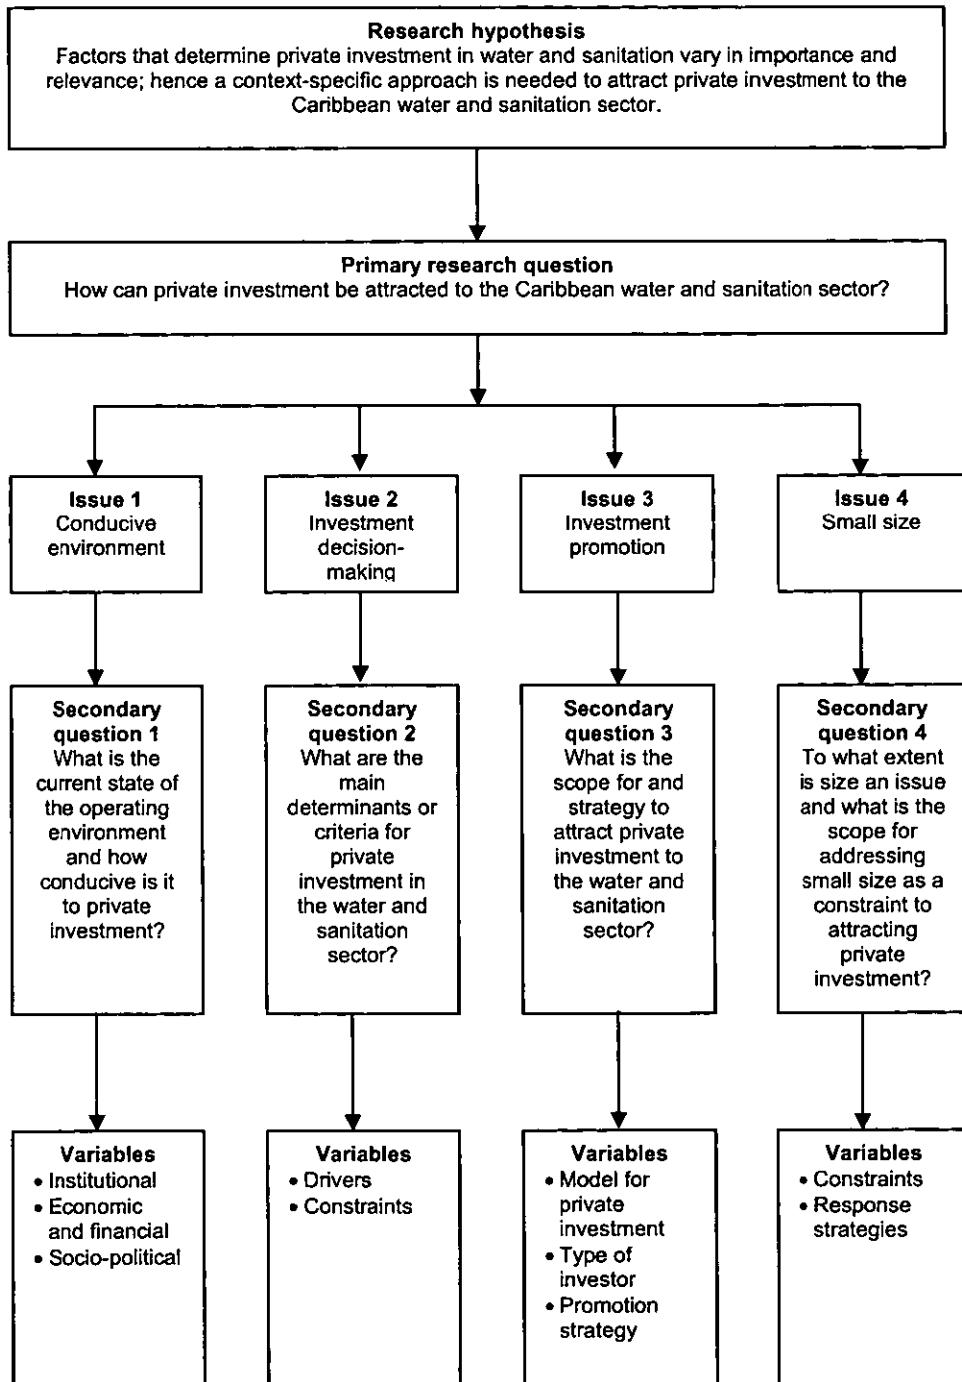 Research hypothesis
Factors that determine private investment in water and sanitation vary in importance and
relevance; hence a context-specific approach is needed to attract private investment to the
Caribbean water and sanitation sector.
Primary research question
How can private investment be attracted to the Caribbean water and sanitation sector?
Issue 1
Conducive
environment
Issue 2
Investment
decision-
making
Issue 3
Investment
promotion
Issue 4
Small size
Secondary
question 1
What is the
current state of
the operating
environment
and how
conducive is it
to private
investment?
Secondary
question 2
What are the
main
determinants or
criteria for
private
investment in
the water and
sanitation
sector?
Secondary
question 3
What is the
scope for and
strategy to
attract private
investment to
the water and
sanitation
sector?
Secondary
question 4
To what extent
is size an issue
and what is the
scope for
addressing
small size as a
constraint to
attracting
private
investment?
Variables
• Institutional
• Economic
and financial
• Socio-political
Variables
• Drivers
• Constraints
Variables
• Model for
private
investment
• Type of
investor
• Promotion
strategy
Variables
• Constraints
• Response
strategies